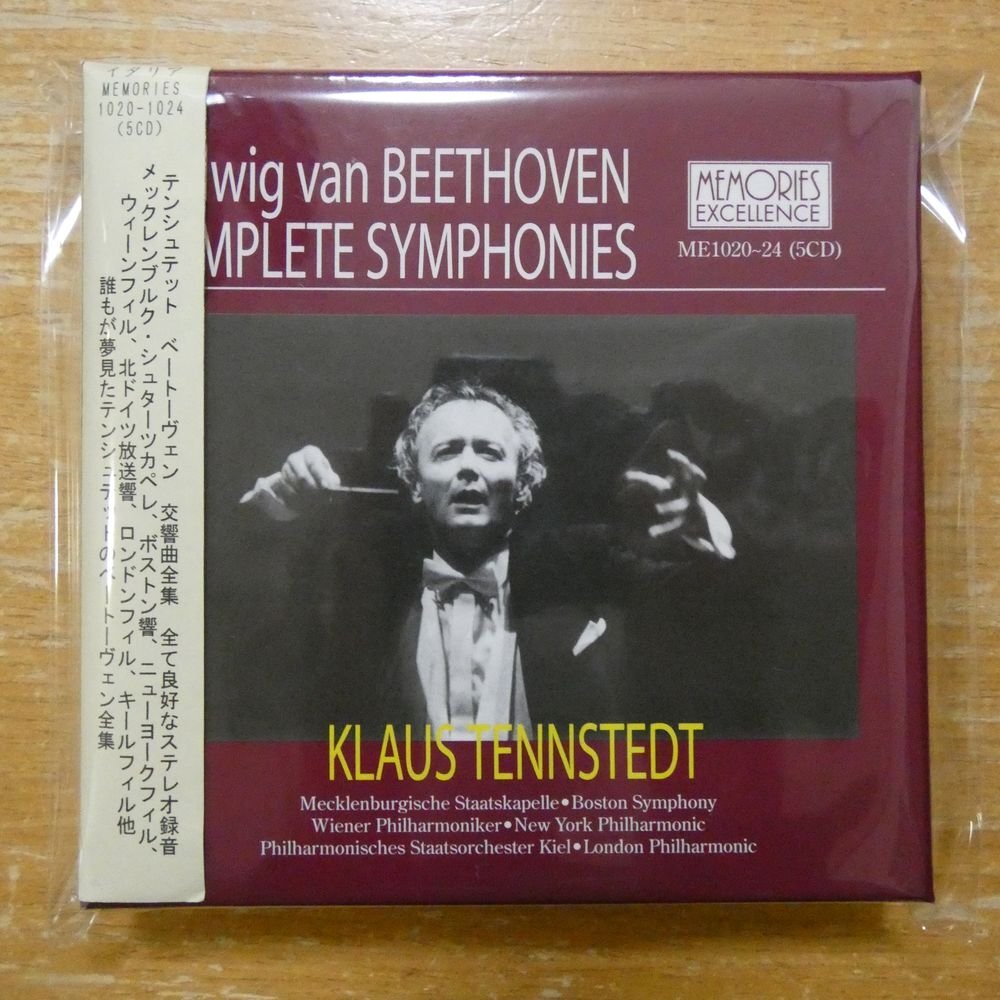 イタリア
MEMORIES
1020-1024
(5CD)
テンシュテット ベートーヴェン 交響曲全集 全て良好なステレオ録音
メックレンブルク・シュターツカペレ、ボストン響、ニューヨークフィル、
ウィーンフィル、北ドイツ放送響、ロンドンフィル、キールフィル他
誰もが夢見たテンシュテットのベートーヴェン全集
wig van BEETHOVEN
MPLETE SYMPHONIES
MEMORIES
EXCELLENCE
ME1020~24 (5CD)
KLAUS TENNSTEDT
Mecklenburgische Staatskapelle•Boston Symphony
Wiener Philharmoniker•New York Philharmonic
Philharmonisches Staatsorchester Kiel•London Philharmonic